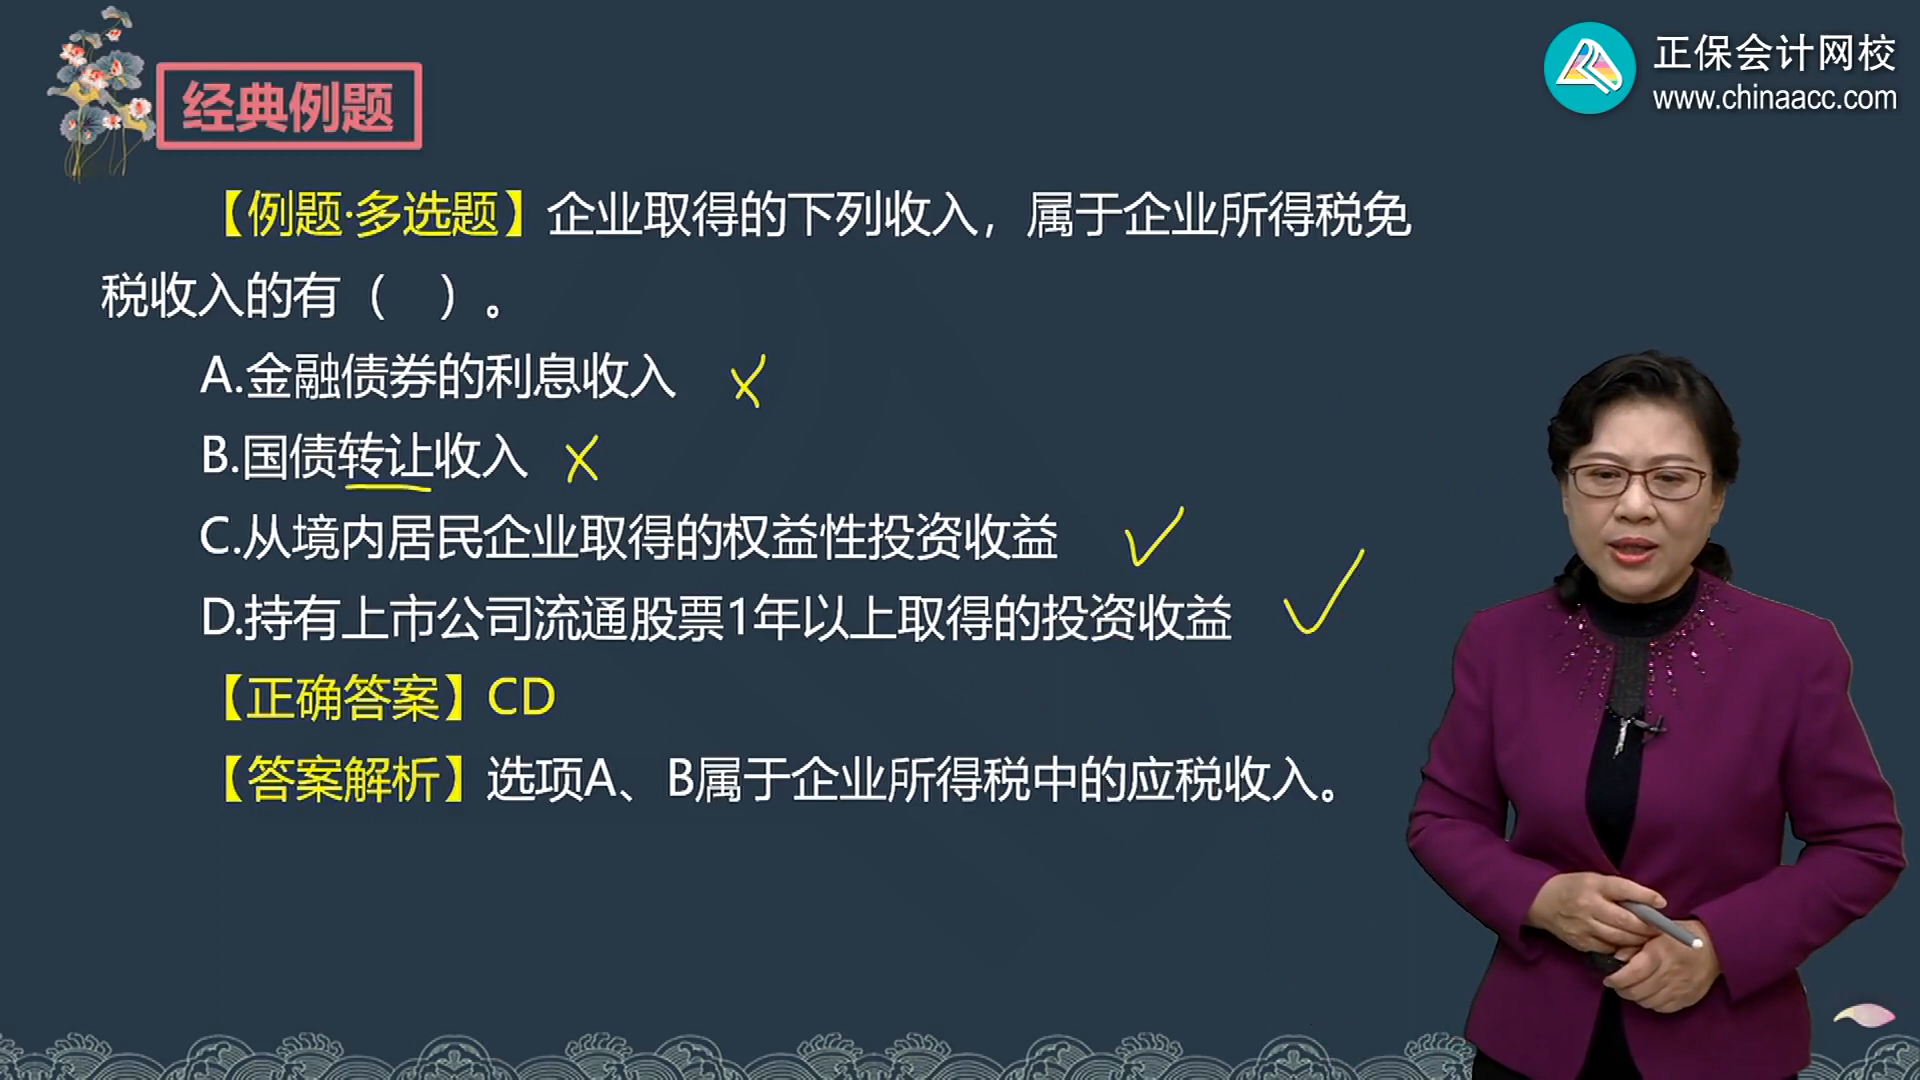 正保会计网校
www.chinaacc.com
经典例题
【例题·多选题】企业取得的下列收入，属于企业所得税免
税收入的有（ ）。
A.金融债券的利息收入
B.国债转让收入
C.从境内居民企业取得的权益性投资收益
D.持有上市公司流通股票1年以上取得的投资收益
【正确答案】CD
【答案解析】选项A、B属于企业所得税中的应税收入。